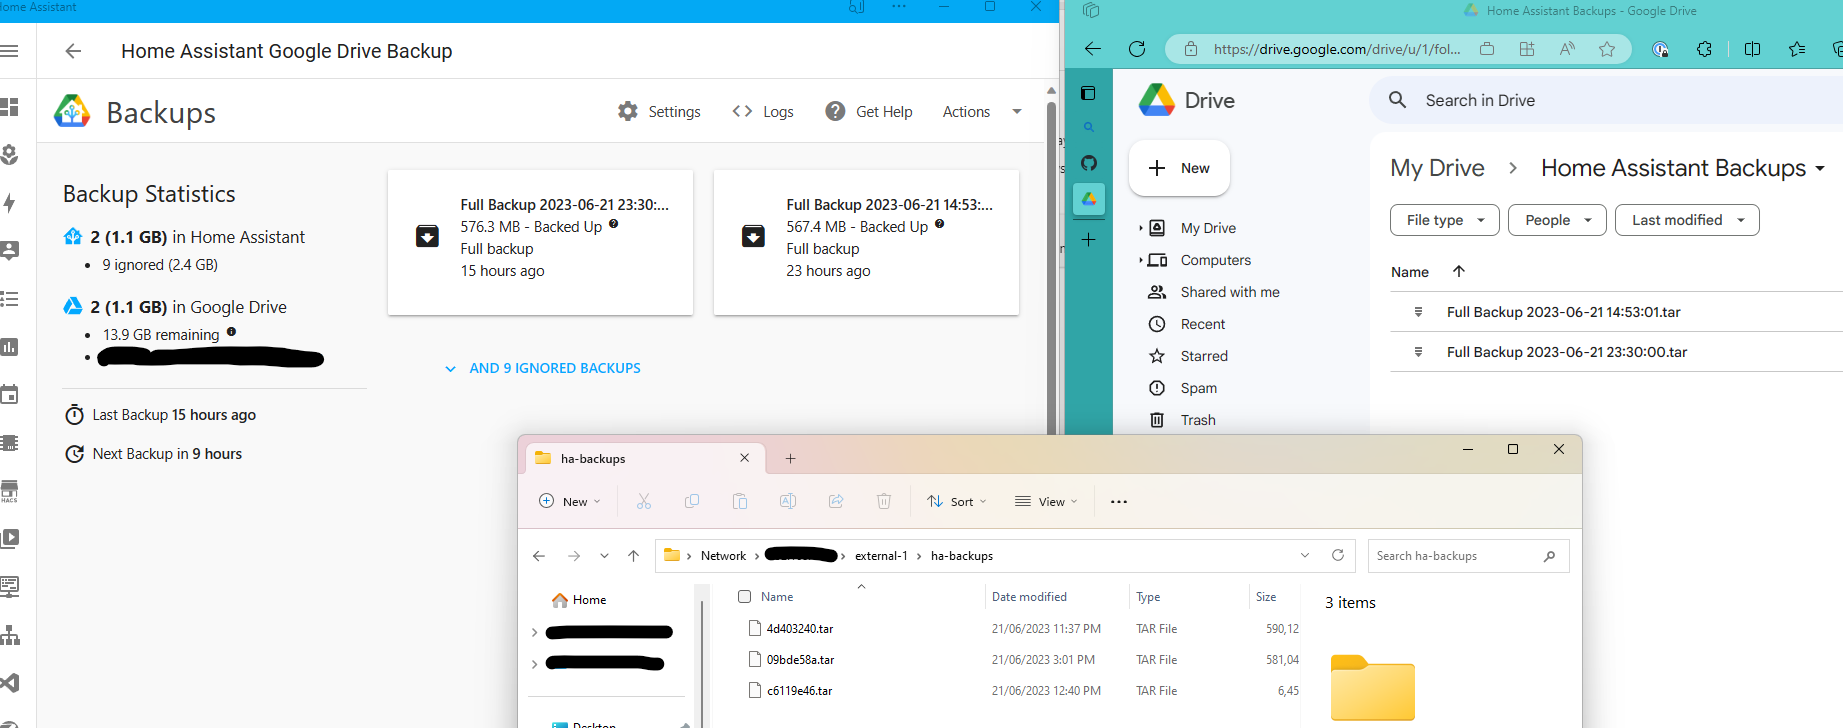 ome Assistant
Home Assistant Google Drive Backup
Backups
Settings
Logs
Get Help
Actions
Backup Statistics
2 (1.1 GB) in Home Assistant
9 ignored (2.4 GB)
2 (1.1 GB) in Google Drive
13.9 GB remaining
Last Backup 15 hours ago
Next Backup in 9 hours
HACS
Full Backup 2023-06-21 23:30:...
576.3 MB - Backed Up
Full backup
15 hours ago
Full Backup 2023-06-21 14:53:...
567.4 MB - Backed Up
Full backup
23 hours ago
AND 9 IGNORED BACKUPS
Home Assistant Backups - Google Drive
https://drive.google.com/drive/u/1/fol...
Drive
Search in Drive
New
My Drive
Computers
Shared with me
Recent
Starred
Spam
Trash
My Drive > Home Assistant Backups
File type
People
Last modified
Name
Full Backup 2023-06-21 14:53:01.tar
Full Backup 2023-06-21 23:30:00.tar
ha-backups
New
Sort
View
Network > > external-1 > ha-backups
Search ha-backups
Home
Desktop
Name Date modified Type Size
4d403240.tar 21/06/2023 11:37 PM TAR File 590,12
09bde58a.tar 21/06/2023 3:01 PM TAR File 581,04
c6119e46.tar 21/06/2023 12:40 PM TAR File 6,45
3 items